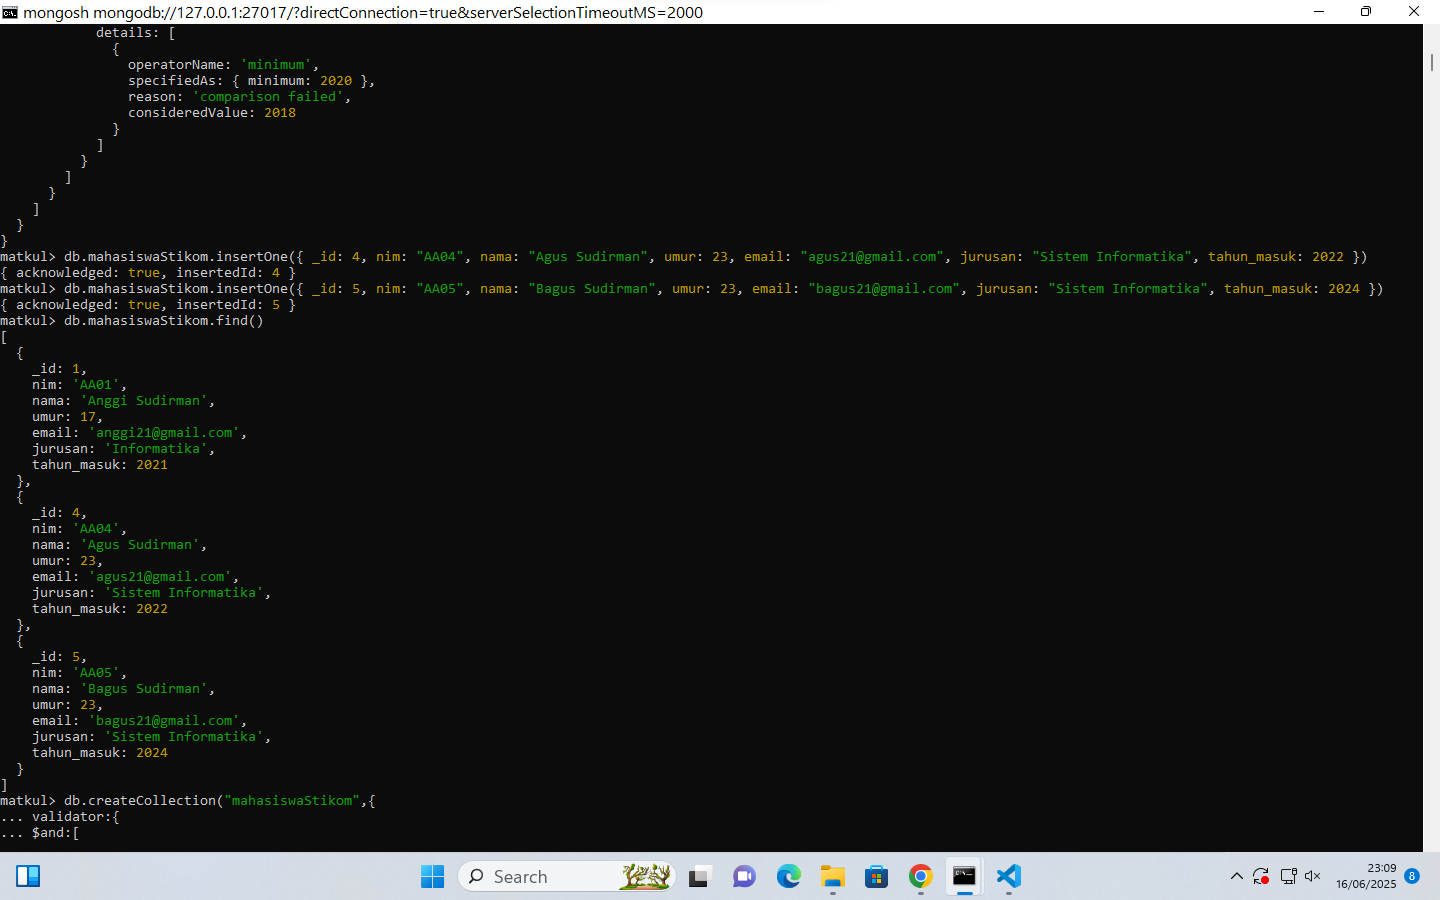 mongosh mongodb://127.0.0.1:27017/?directConnection=true&serverSelectionTimeoutMS=2000
details: [
{
operatorName: 'minimum',
specifiedAs: { minimum: 2020 },
reason: 'comparison failed',
consideredValue: 2018
}
]
}
]
}
]
}
}
matkul> db.mahasiswaStikom.insertOne({ _id: 4, nim: "AA04", nama: "Agus Sudirman", umur: 23, email: "agus21@gmail.com", jurusan: "Sistem Informatika", tahun_masuk: 2022 })
{ acknowledged: true, insertedId: 4 }
matkul> db.mahasiswaStikom.insertOne({ _id: 5, nim: "AA05", nama: "Bagus Sudirman", umur: 23, email: "bagus21@gmail.com", jurusan: "Sistem Informatika", tahun_masuk: 2024 })
{ acknowledged: true, insertedId: 5 }
matkul> db.mahasiswaStikom.find()
[
{
_id: 1,
nim: 'AA01',
nama: 'Anggi Sudirman',
umur: 17,
email: 'anggi21@gmail.com',
jurusan: 'Informatika',
tahun_masuk: 2021
},
{
_id: 4,
nim: 'AA04',
nama: 'Agus Sudirman',
umur: 23,
email: 'agus21@gmail.com',
jurusan: 'Sistem Informatika',
tahun_masuk: 2022
},
{
_id: 5,
nim: 'AA05',
nama: 'Bagus Sudirman',
umur: 23,
email: 'bagus21@gmail.com',
jurusan: 'Sistem Informatika',
tahun_masuk: 2024
}
]
matkul> db.createCollection("mahasiswaStikom",{
... validator:{
... $and:[
Search
23:09
16/06/2025
8